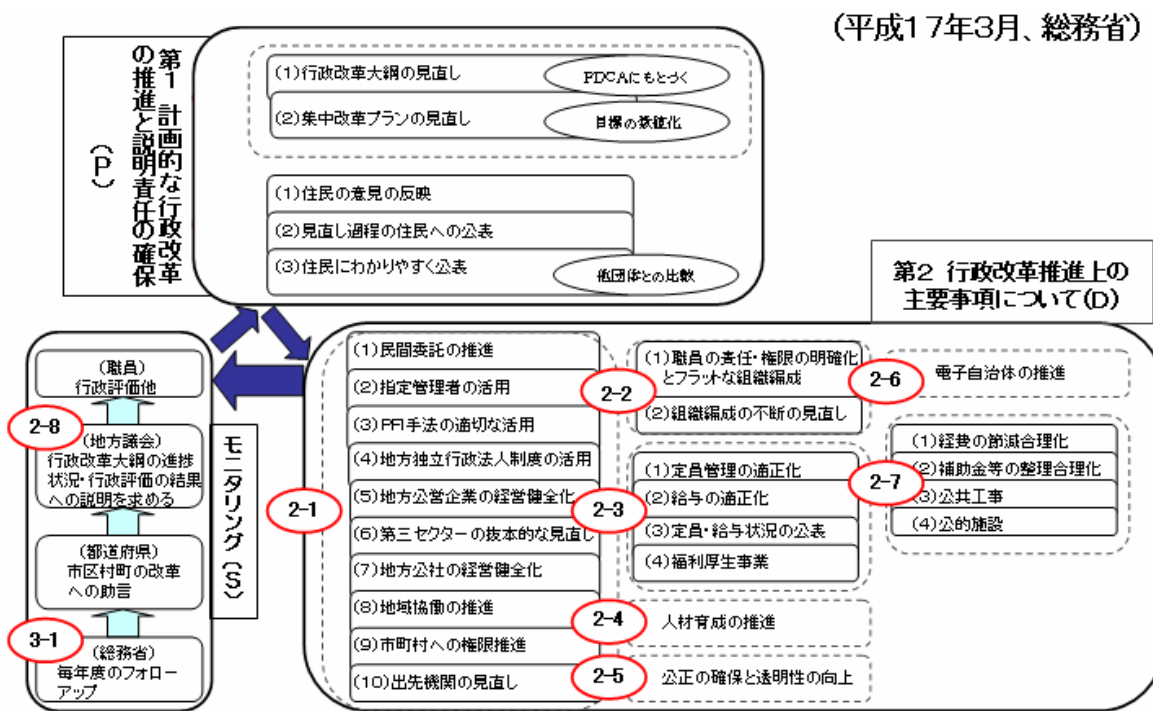 (平成17年3月、総務省)
第1 計画的な行政改革
の推進と説明責任の確保
(P)
(1)行政改革大綱の見直し
PDCAにもとづく
(2)集中改革プランの見直し
目標の数値化
(1)住民の意見の反映
(2)見直し過程の住民への公表
(3)住民にわかりやすく公表
他団体との比較
第2 行政改革推進上の
主要事項について(D)
(職員)
行政評価他
2-8
(地方議会)
行政改革大綱の進捗
状況・行政評価の結果
への説明を求める
(都道府県)
市区村町の改革
への助言
3-1
(総務省)
毎年度のフォロー
アップ
モニタリング(S)
2-1
(1)民間委託の推進
(2)指定管理者の活用
(3)PFI手法の適切な活用
(4)地方独立行政法人制度の活用
(5)地方公営企業の経営健全化
(6)第三セクターの抜本的な見直し
(7)地方公社の経営健全化
(8)地域協働の推進
(9)市町村への権限推進
(10)出先機関の見直し
2-2
(1)職員の責任・権限の明確化
とフラットな組織編成
(2)組織編成の不断の見直し
2-3
(1)定員管理の適正化
(2)給与の適正化
(3)定員・給与状況の公表
(4)福利厚生事業
2-4
人材育成の推進
2-5
公正の確保と透明性の向上
2-6
電子自治体の推進
2-7
(1)経費の節減合理化
(2)補助金等の整理合理化
(3)公共工事
(4)公的施設